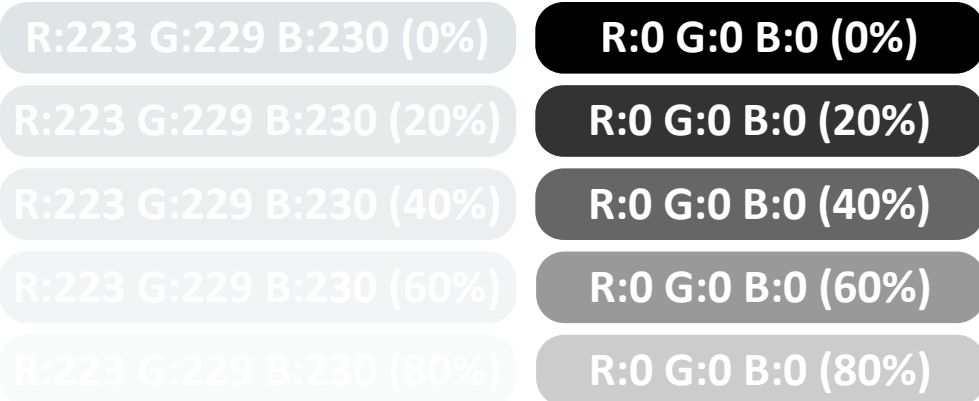 R:223 G:229 B:230 (0%) R:0 G:0 B:0 (0%)
R:223 G:229 B:230 (20%) R:0 G:0 B:0 (20%)
R:223 G:229 B:230 (40%) R:0 G:0 B:0 (40%)
R:223 G:229 B:230 (60%) R:0 G:0 B:0 (60%)
R:223 G:229 B:230 (80%) R:0 G:0 B:0 (80%)